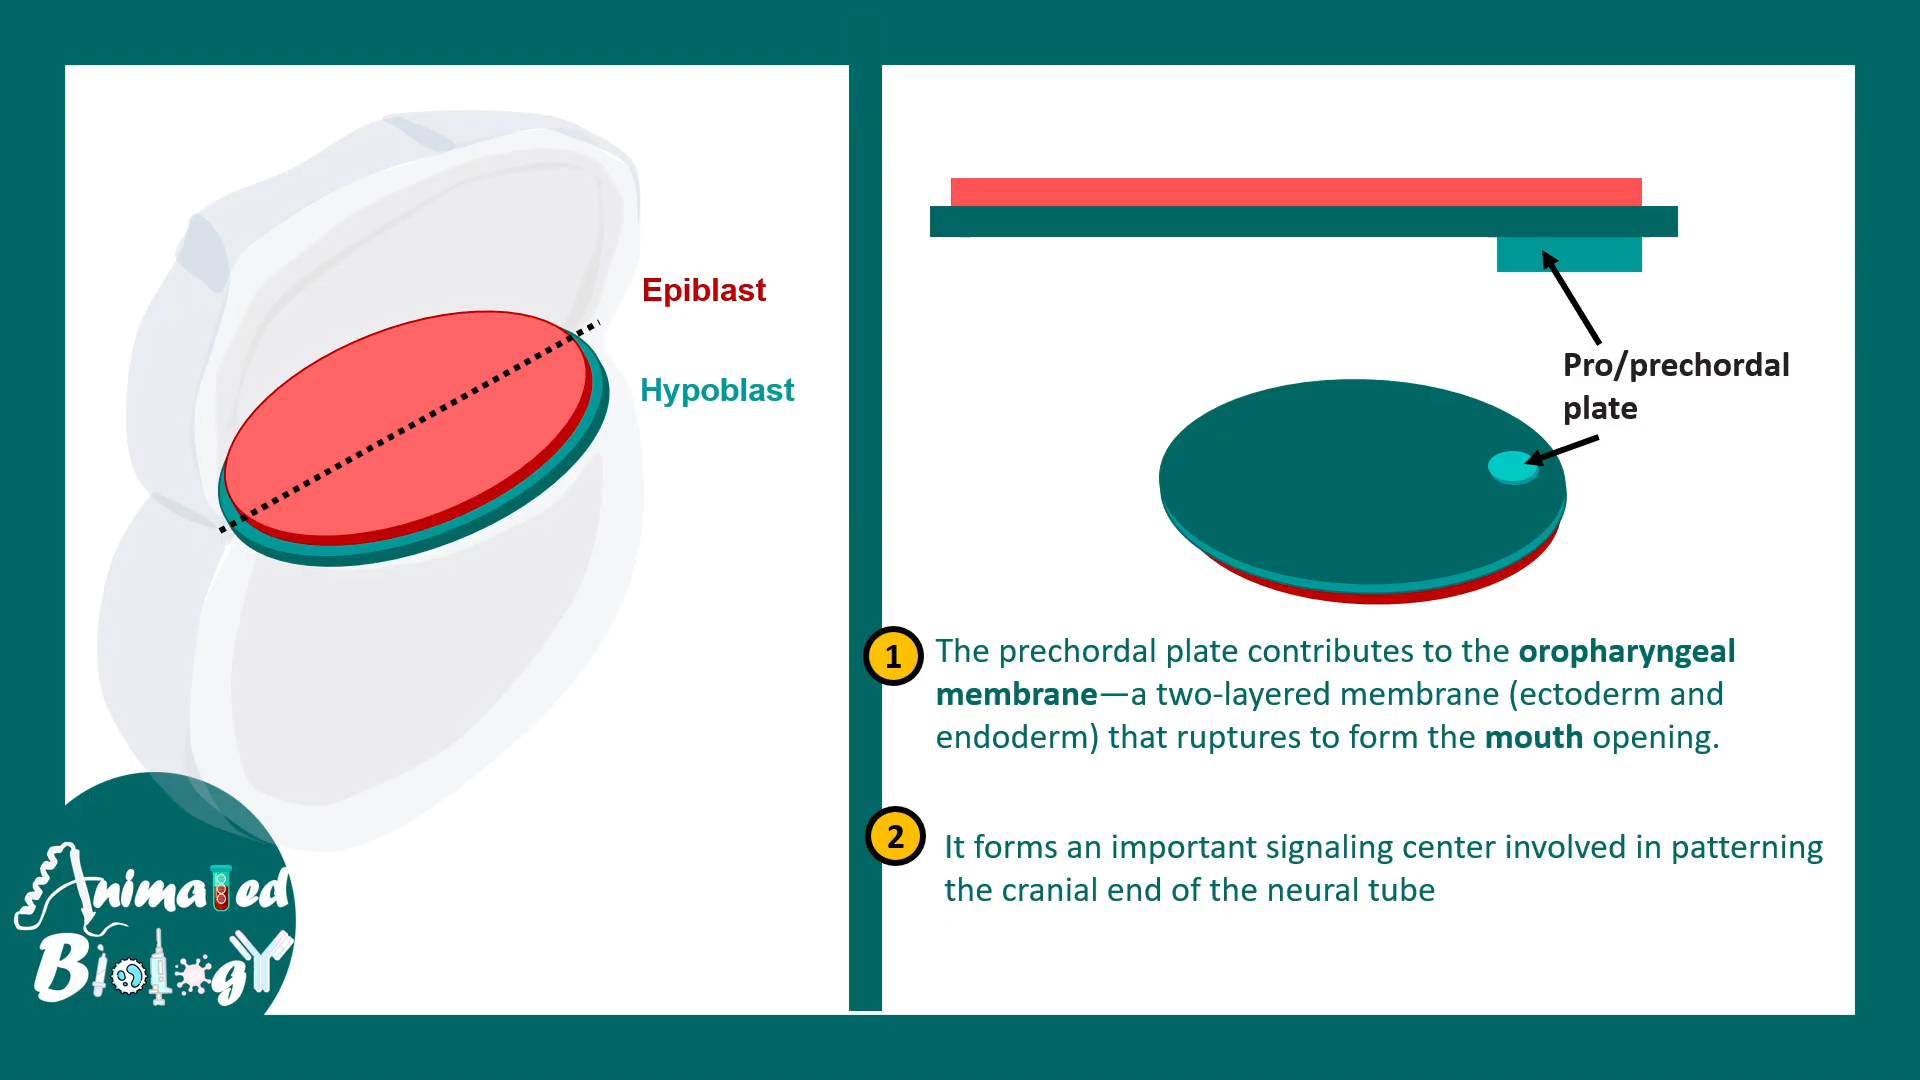 Epiblast
Hypoblast
Pro/prechordal
plate
1
The prechordal plate contributes to the oropharyngeal
membrane—a two-layered membrane (ectoderm and
endoderm) that ruptures to form the mouth opening.
2
It forms an important signaling center involved in patterning
the cranial end of the neural tube
Animated
Biology